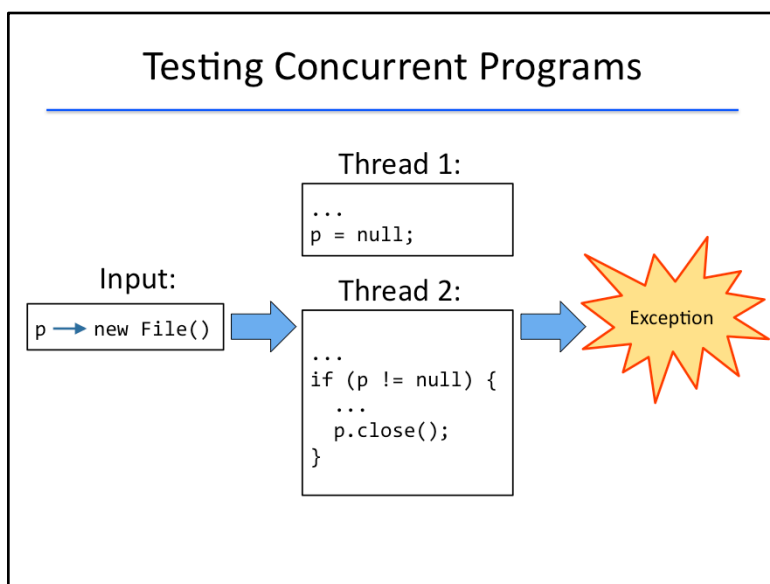 Testing Concurrent Programs
Thread 1:
...
p = null;
Input:
p new File()
Thread 2:
...
if (p != null) {
  ...
  p.close();
}
Exception